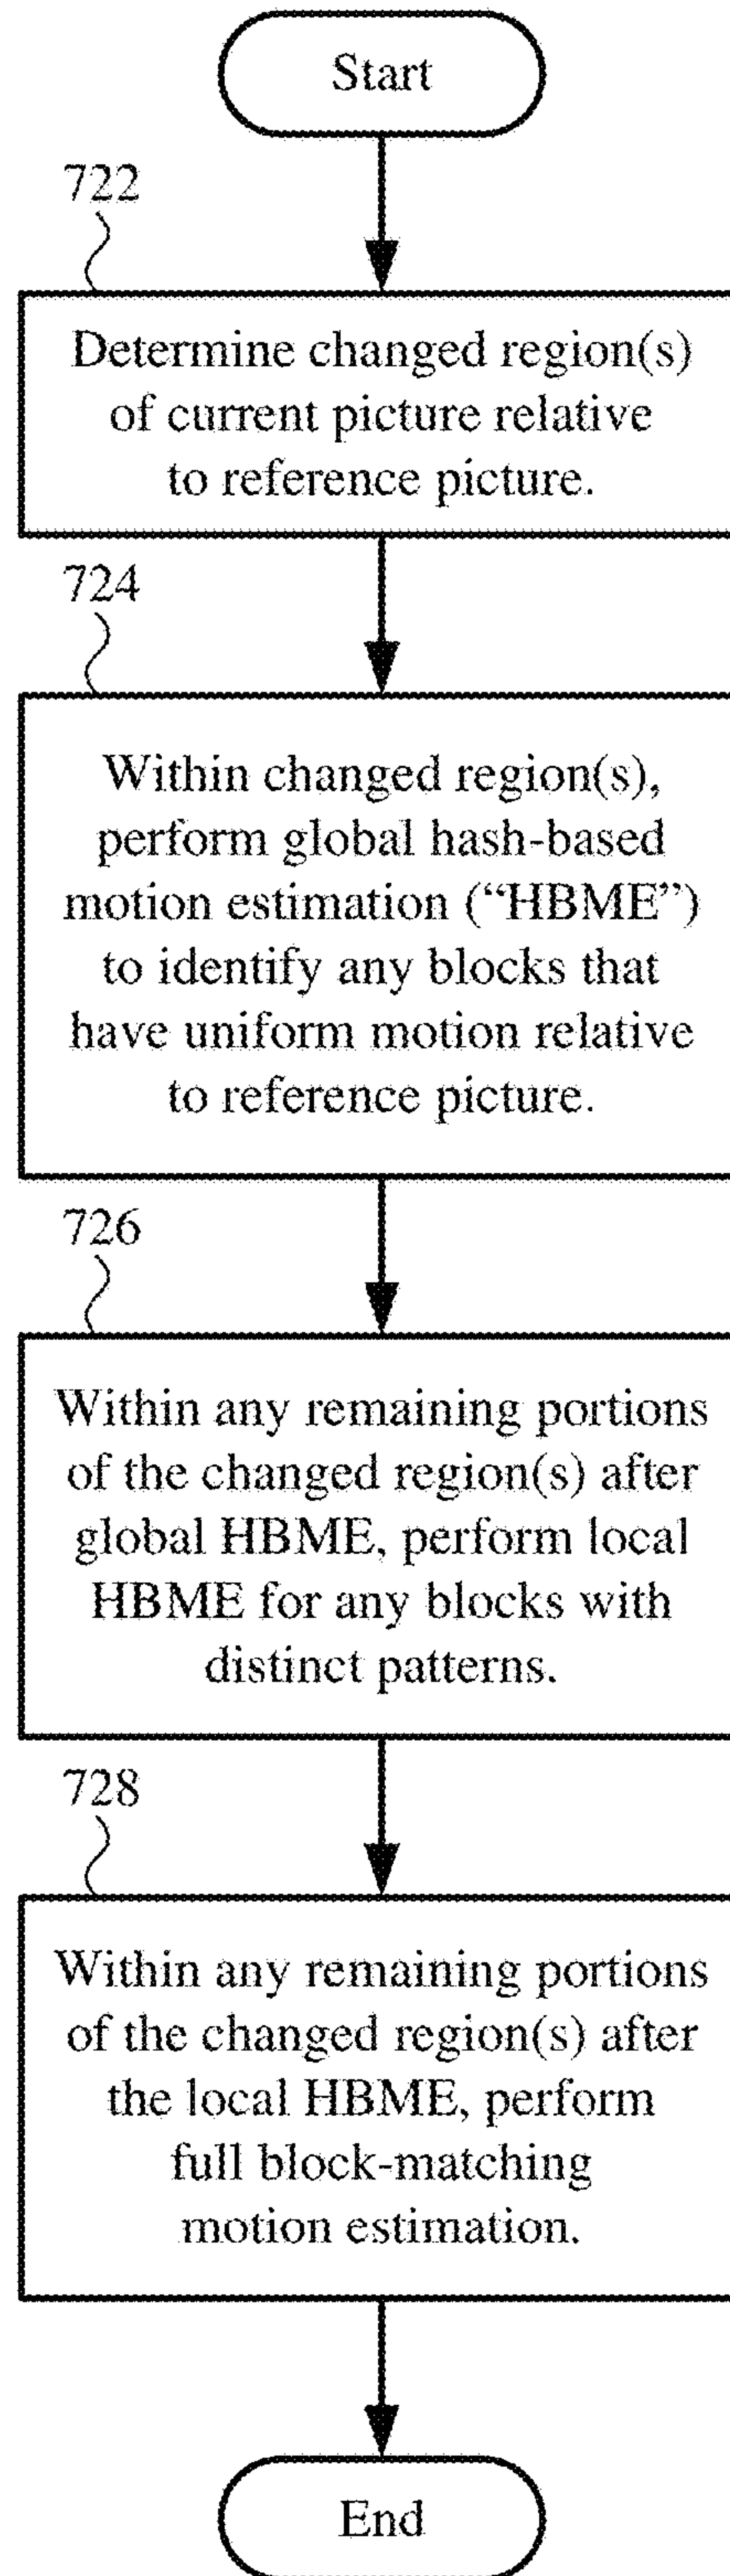 Start
722
Determine changed region(s)
of current picture relative
to reference picture.
724
Within changed region(s),
perform global hash-based
motion estimation (“HBME”)
to identify any blocks that
have uniform motion relative
to reference picture.
726
Within any remaining portions
of the changed region(s) after
global HBME, perform local
HBME for any blocks with
distinct patterns.
728
Within any remaining portions
of the changed region(s) after
the local HBME, perform
full block-matching
motion estimation.
End